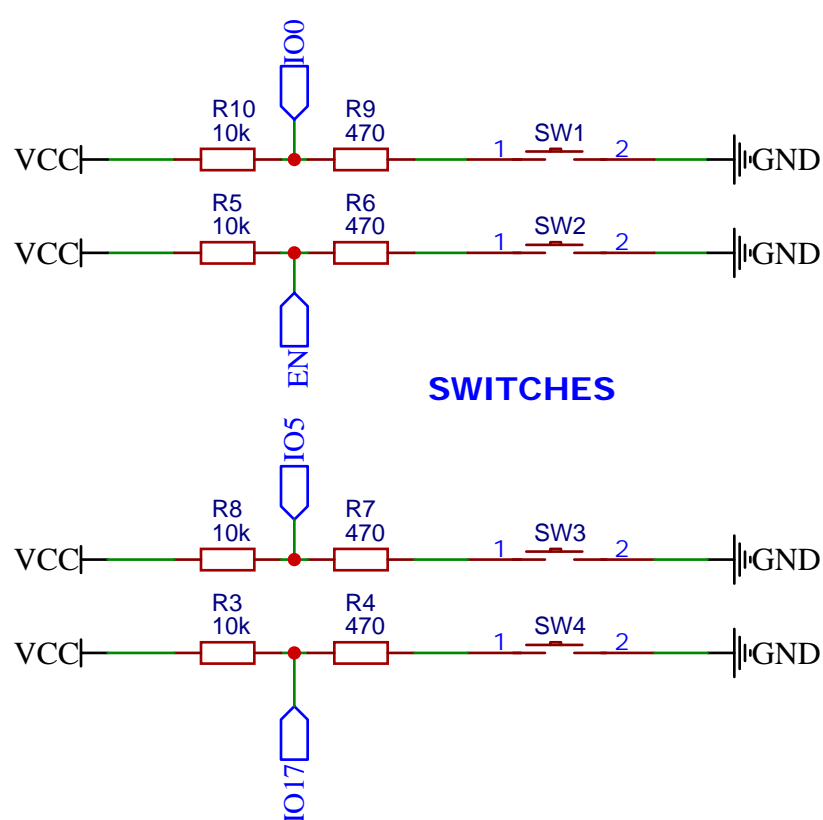 IO0
R10 R9
10k 470 SW1
VCC 1 2 GND
R5 R6
10k 470 SW2
VCC 1 2 GND
EN
SWITCHES
IO5
R8 R7
10k 470 SW3
VCC 1 2 GND
R3 R4
10k 470 SW4
VCC 1 2 GND
IO17